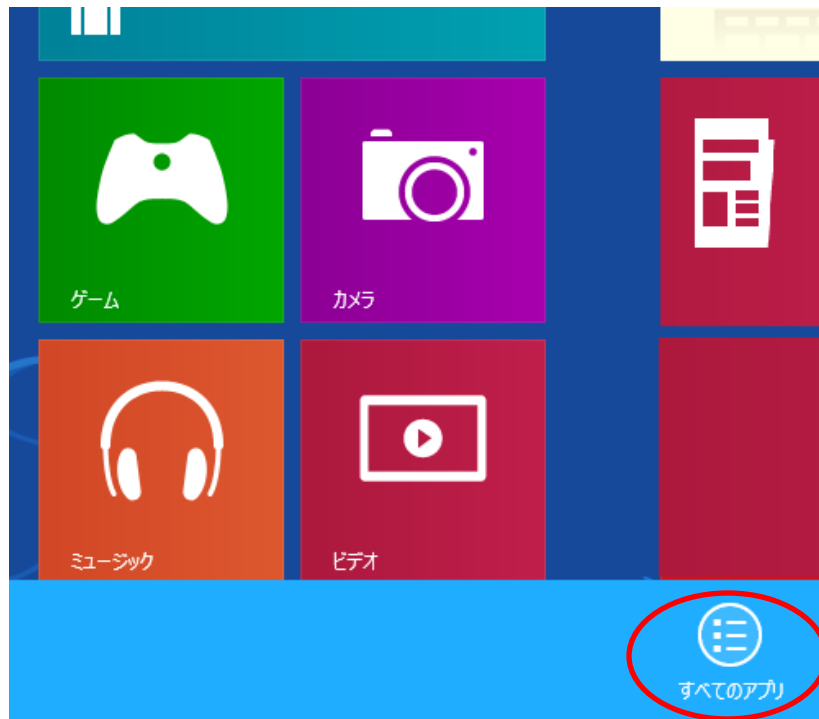 ゲーム
カメラ
ミュージック
ビデオ
すべてのアプリ